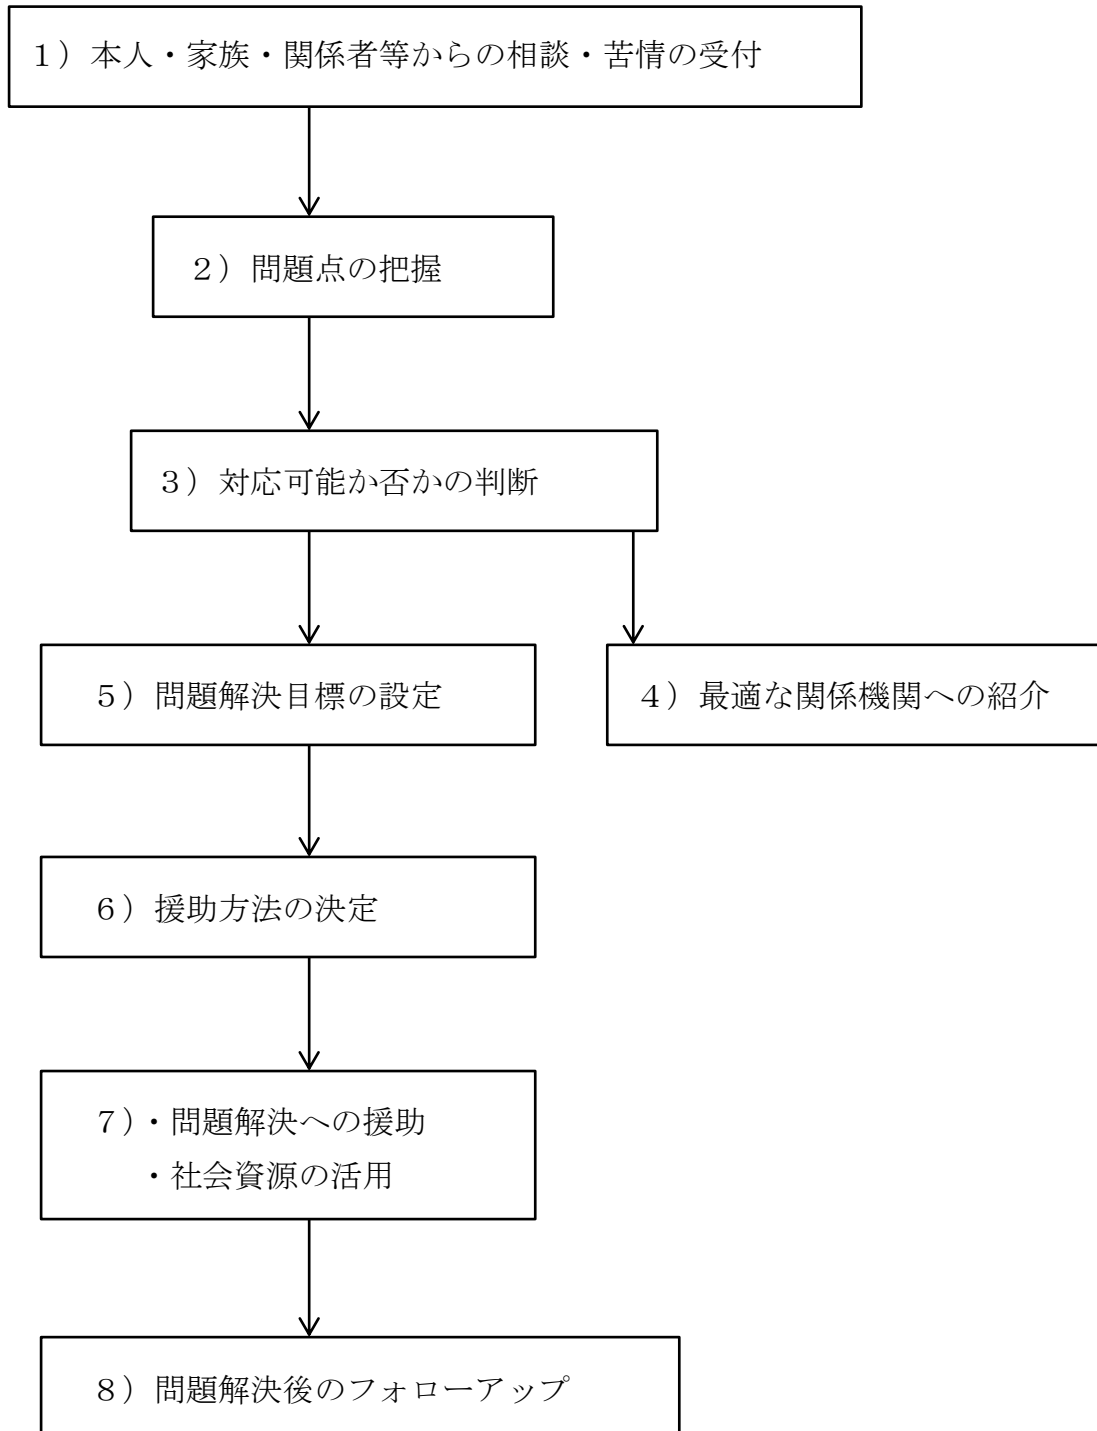 １）本人・家族・関係者等からの相談・苦情の受付
２）問題点の把握
３）対応可能か否かの判断
５）問題解決目標の設定
４）最適な関係機関への紹介
６）援助方法の決定
７）・問題解決への援助
・社会資源の活用
８）問題解決後のフォローアップ